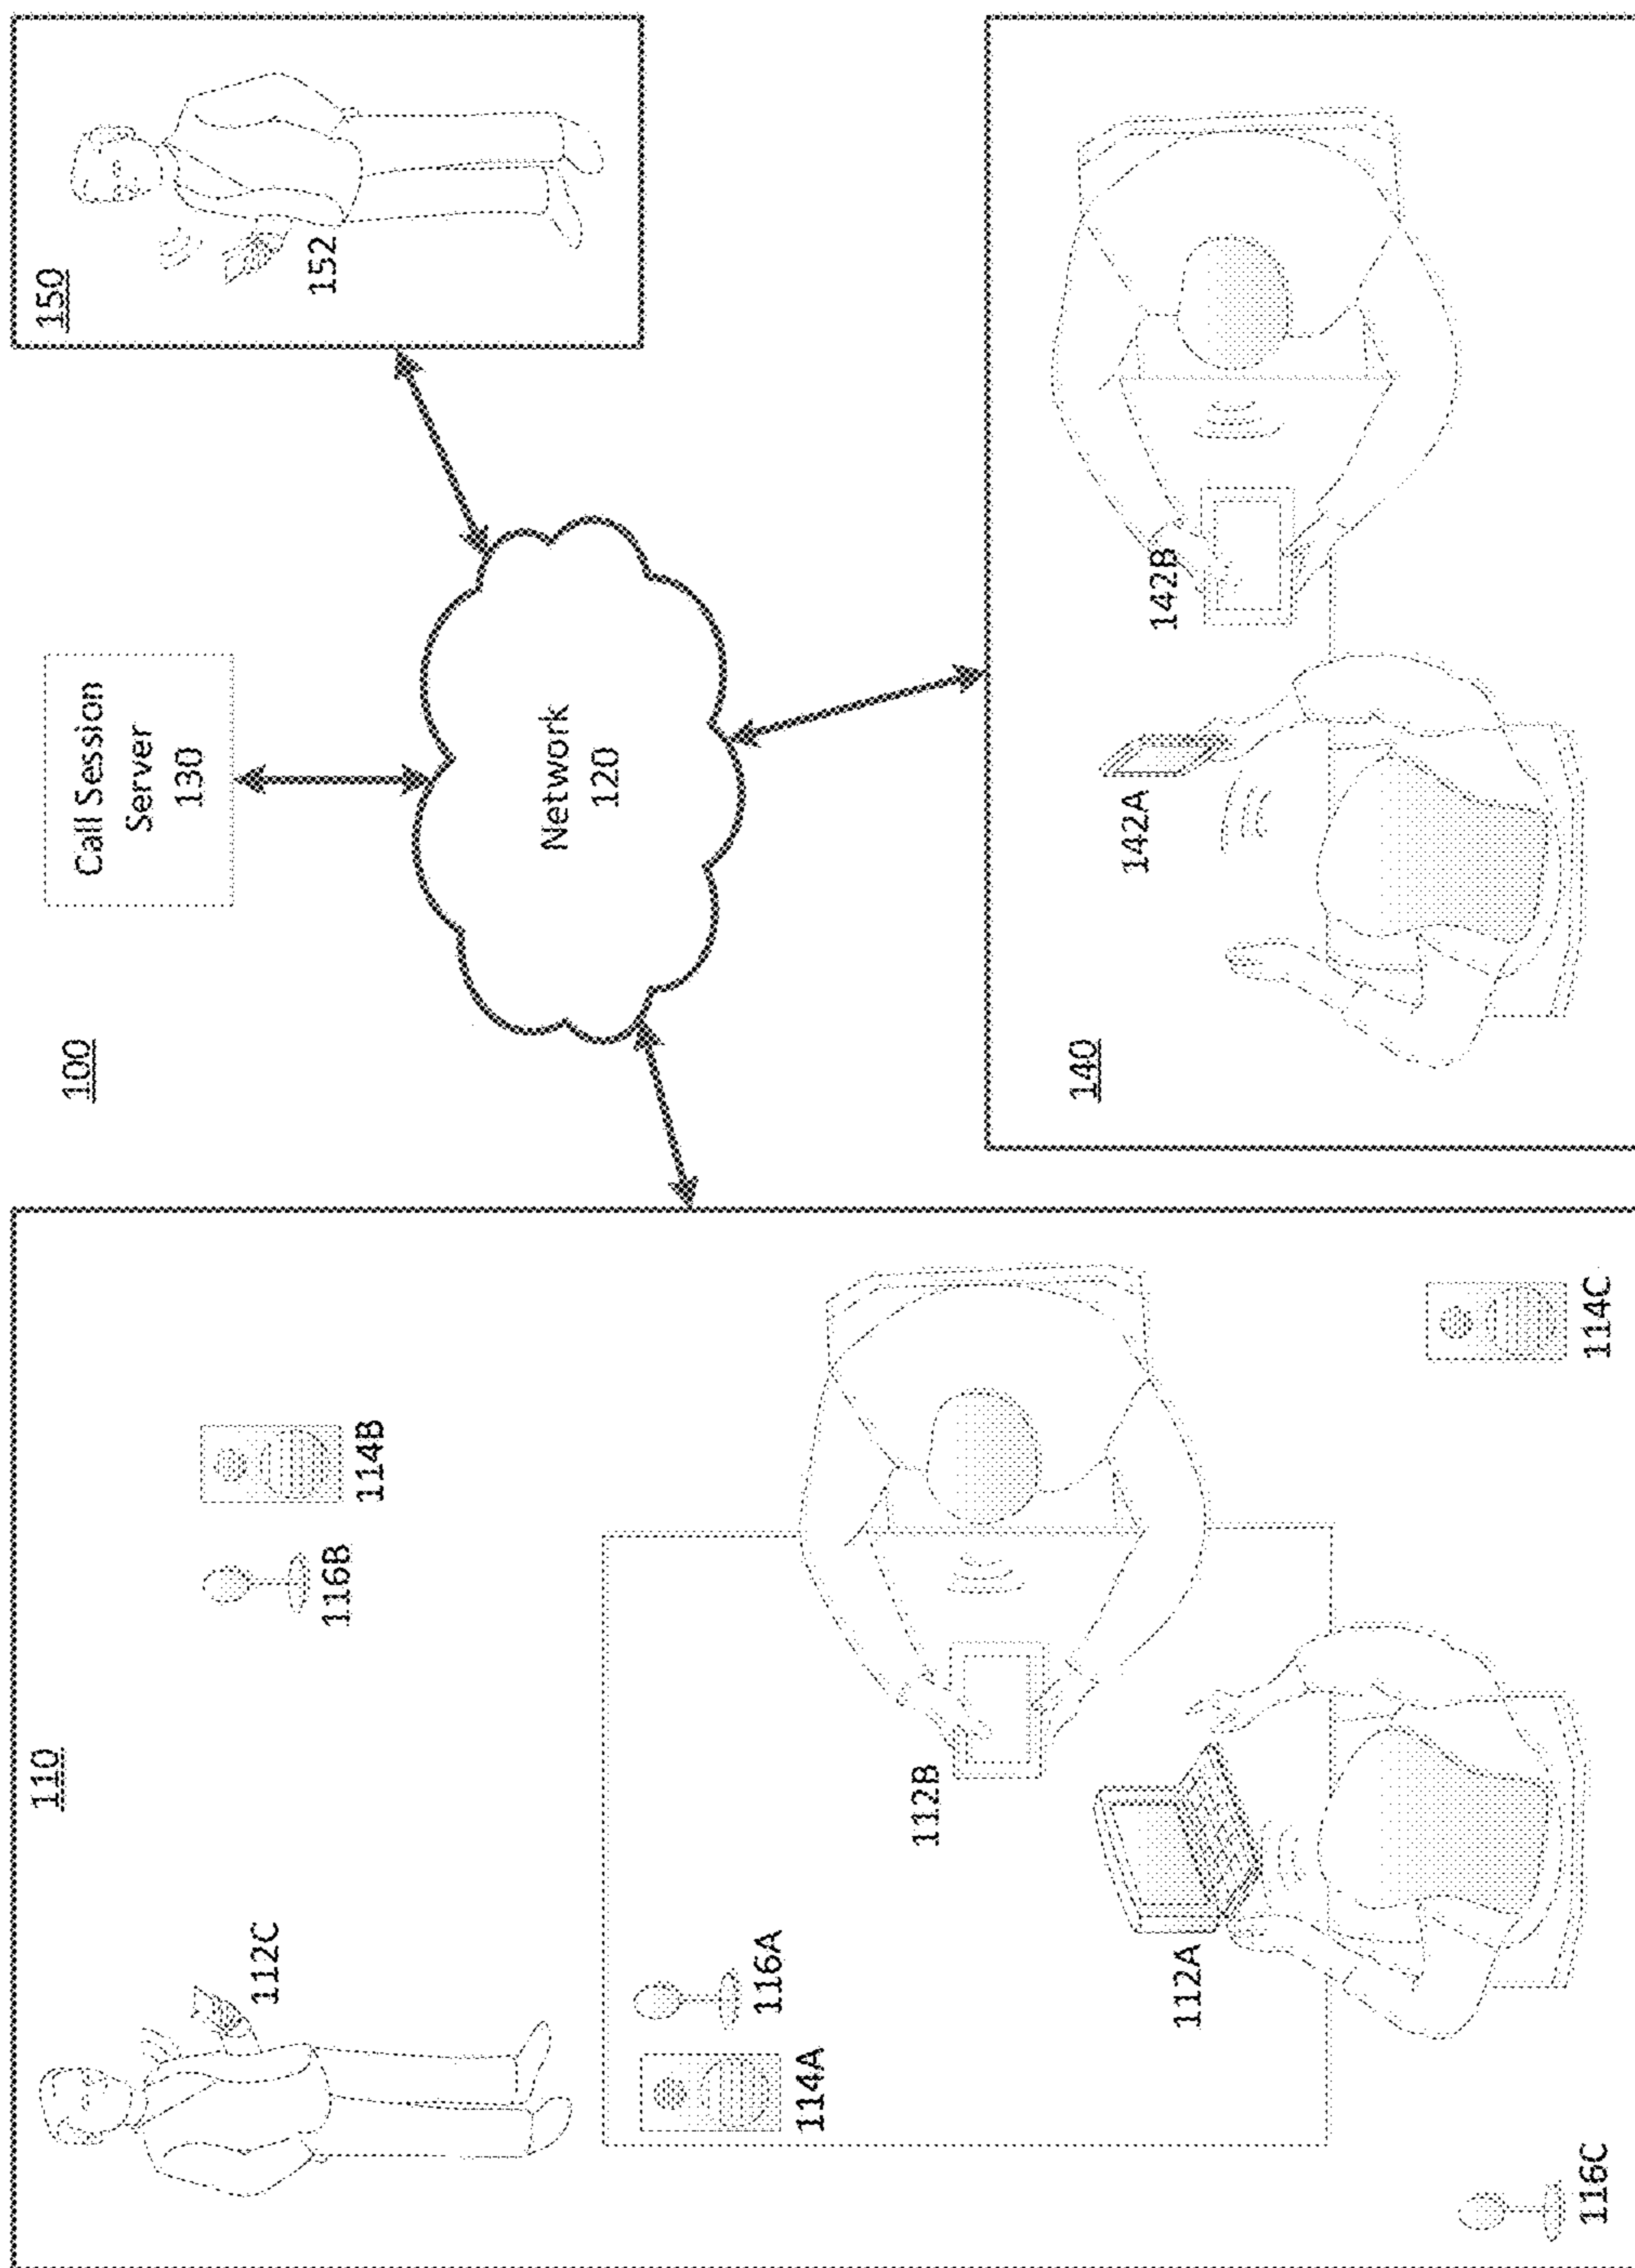 110
112C
116B
114B
114A
116A
112B
112A
116C
114C
100
Call Session
Server
130
Network
120
150
152
140
142A
142B